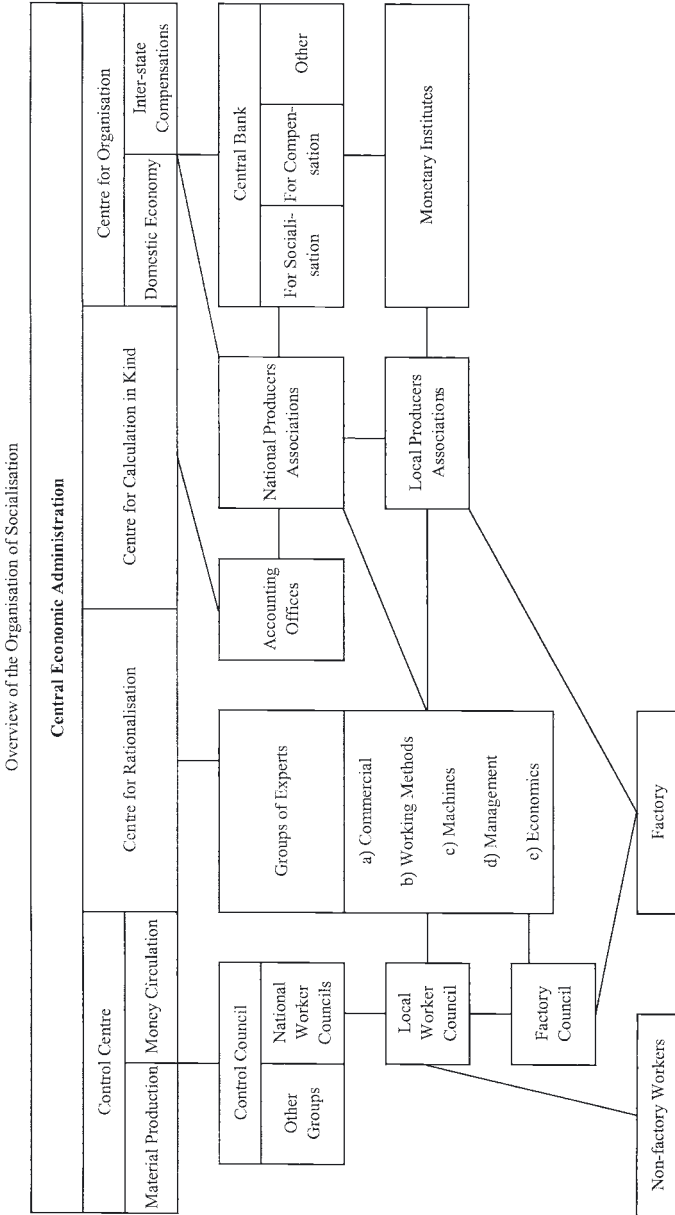 Overview of the Organisation of Socialisation
Central Economic Administration
Control Centre
Centre for Rationalisation
Centre for Calculation in Kind
Centre for Organisation
Material Production
Money Circulation
Domestic Economy
Inter-state
Compensations
Control Council
Other
Groups
National
Worker
Councils
Groups of Experts
a) Commercial
b) Working Methods
c) Machines
d) Management
e) Economics
Accounting
Offices
National Producers
Associations
Central Bank
For Sociali-
sation
For Compen-
sation
Other
Local
Worker
Council
Local Producers
Associations
Monetary Institutes
Factory
Council
Non-factory Workers
Factory